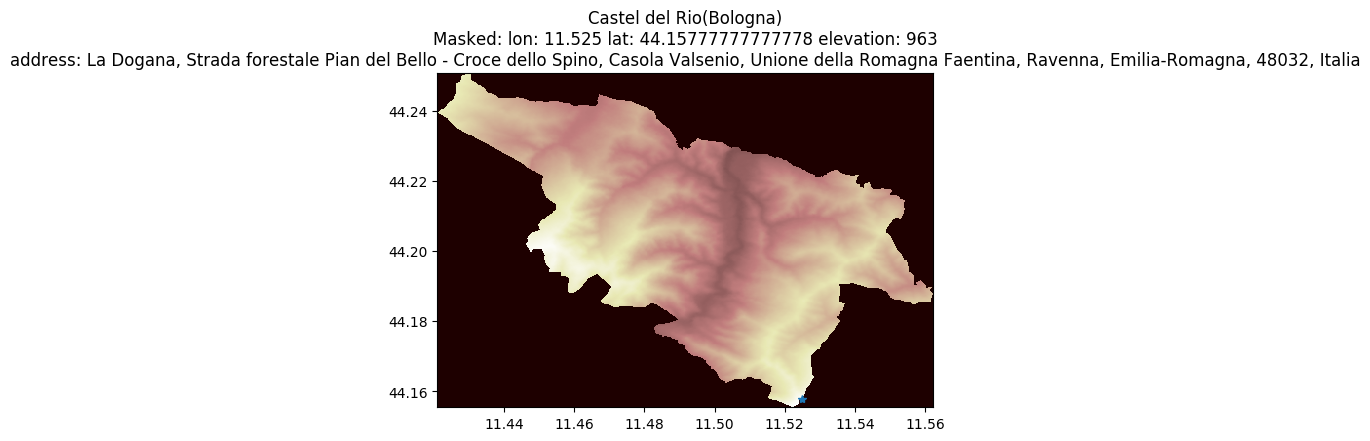 Castel del Rio(Bologna)
Masked: lon: 11.525 lat: 44.15777777777778 elevation: 963
address: La Dogana, Strada forestale Pian del Bello - Croce dello Spino, Casola Valsenio, Unione della Romagna Faentina, Ravenna, Emilia-Romagna, 48032, Italia
44.24
44.22
44.20
44.18
44.16
11.44 11.46 11.48 11.50 11.52 11.54 11.56